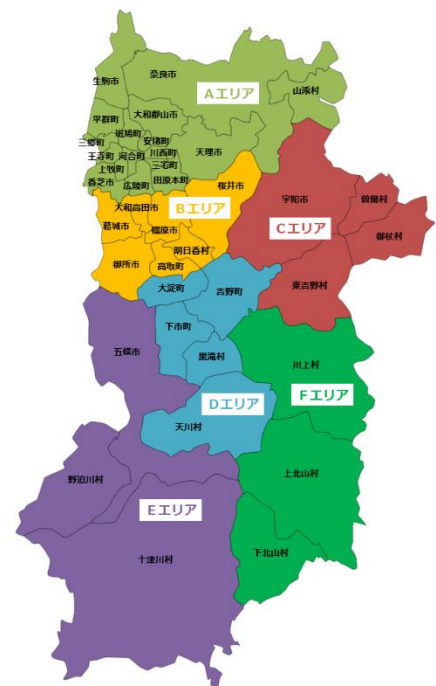 奈良市
生駒市
Aエリア
山添村
平群町
大和郡山市
斑鳩町
安堵町
三郷町
天理市
王寺町
河合町
川西町
三宅町
上牧町
香芝市
広陵町
田原本町
桜井市
宇陀市
曽爾村
大和高田市
Bエリア
葛城市
橿原市
Cエリア
御杖村
明日香村
御所市
高取町
大淀町
吉野町
東吉野村
下市町
五條市
黒滝村
川上村
Dエリア
Fエリア
天川村
上北山村
野迫川村
Eエリア
下北山村
十津川村